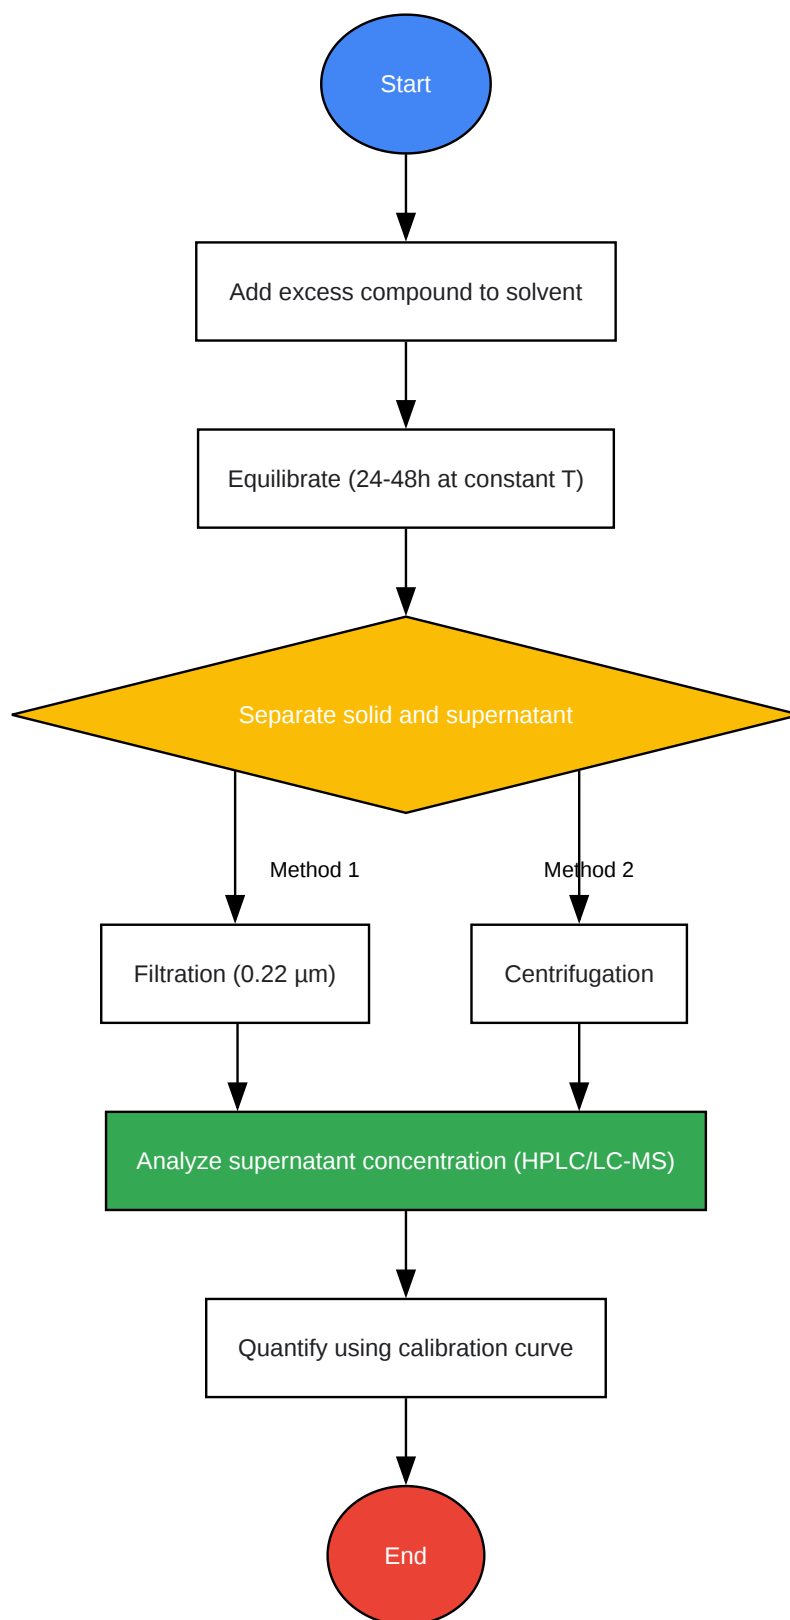 Start
Add excess compound to solvent
Equilibrate (24-48h at constant T)
Separate solid and supernatant
Method 1
Method 2
Filtration (0.22 µm)
Centrifugation
Analyze supernatant concentration (HPLC/LC-MS)
Quantify using calibration curve
End